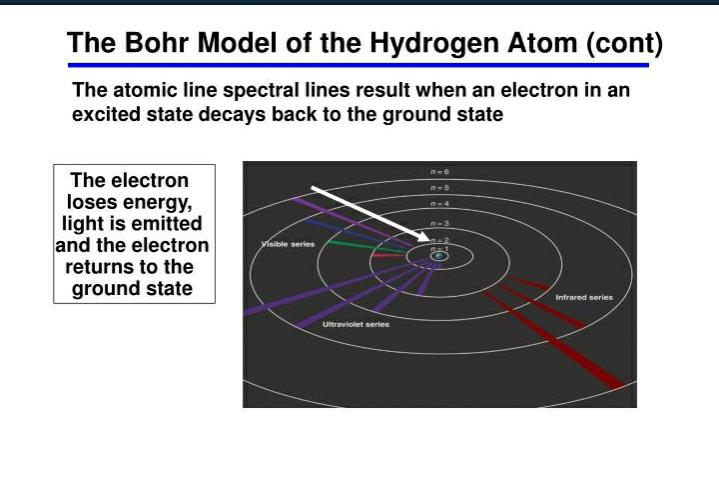 The Bohr Model of the Hydrogen Atom (cont)
The atomic line spectral lines result when an electron in an
excited state decays back to the ground state
The electron
loses energy,
light is emitted
and the electron
returns to the
ground state
n = 6
n = 5
n = 4
n = 3
n = 2
n = 1
Visible series
Infrared series
Ultraviolet series